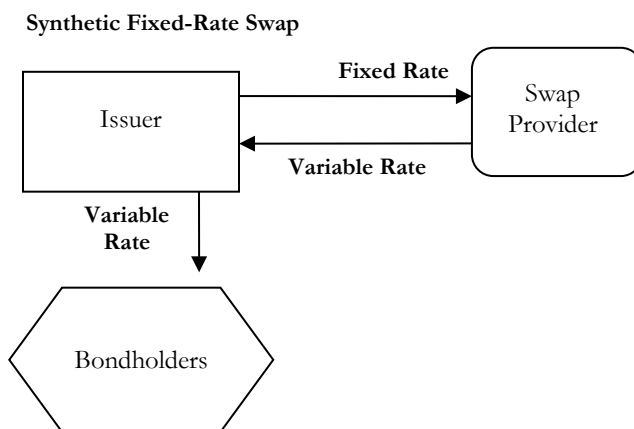 Synthetic Fixed-Rate Swap
Fixed Rate
Issuer
Swap
Provider
Variable Rate
Variable
Rate
Bondholders